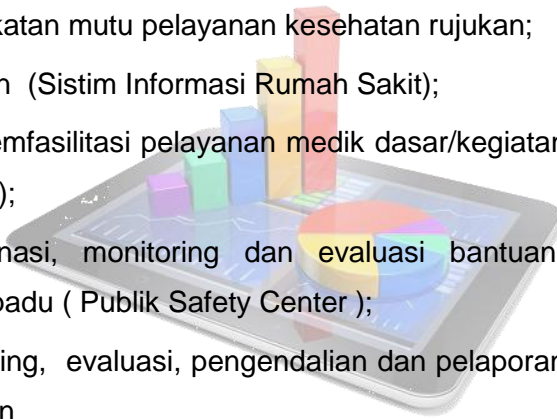 katan mutu pelayanan kesehatan rujukan;
n (Sistim Informasi Rumah Sakit);
emfasilitasi pelayanan medik dasar/kegiatan
);
nasi, monitoring dan evaluasi bantuan
padu ( Publik Safety Center );
ing, evaluasi, pengendalian dan pelaporan
n